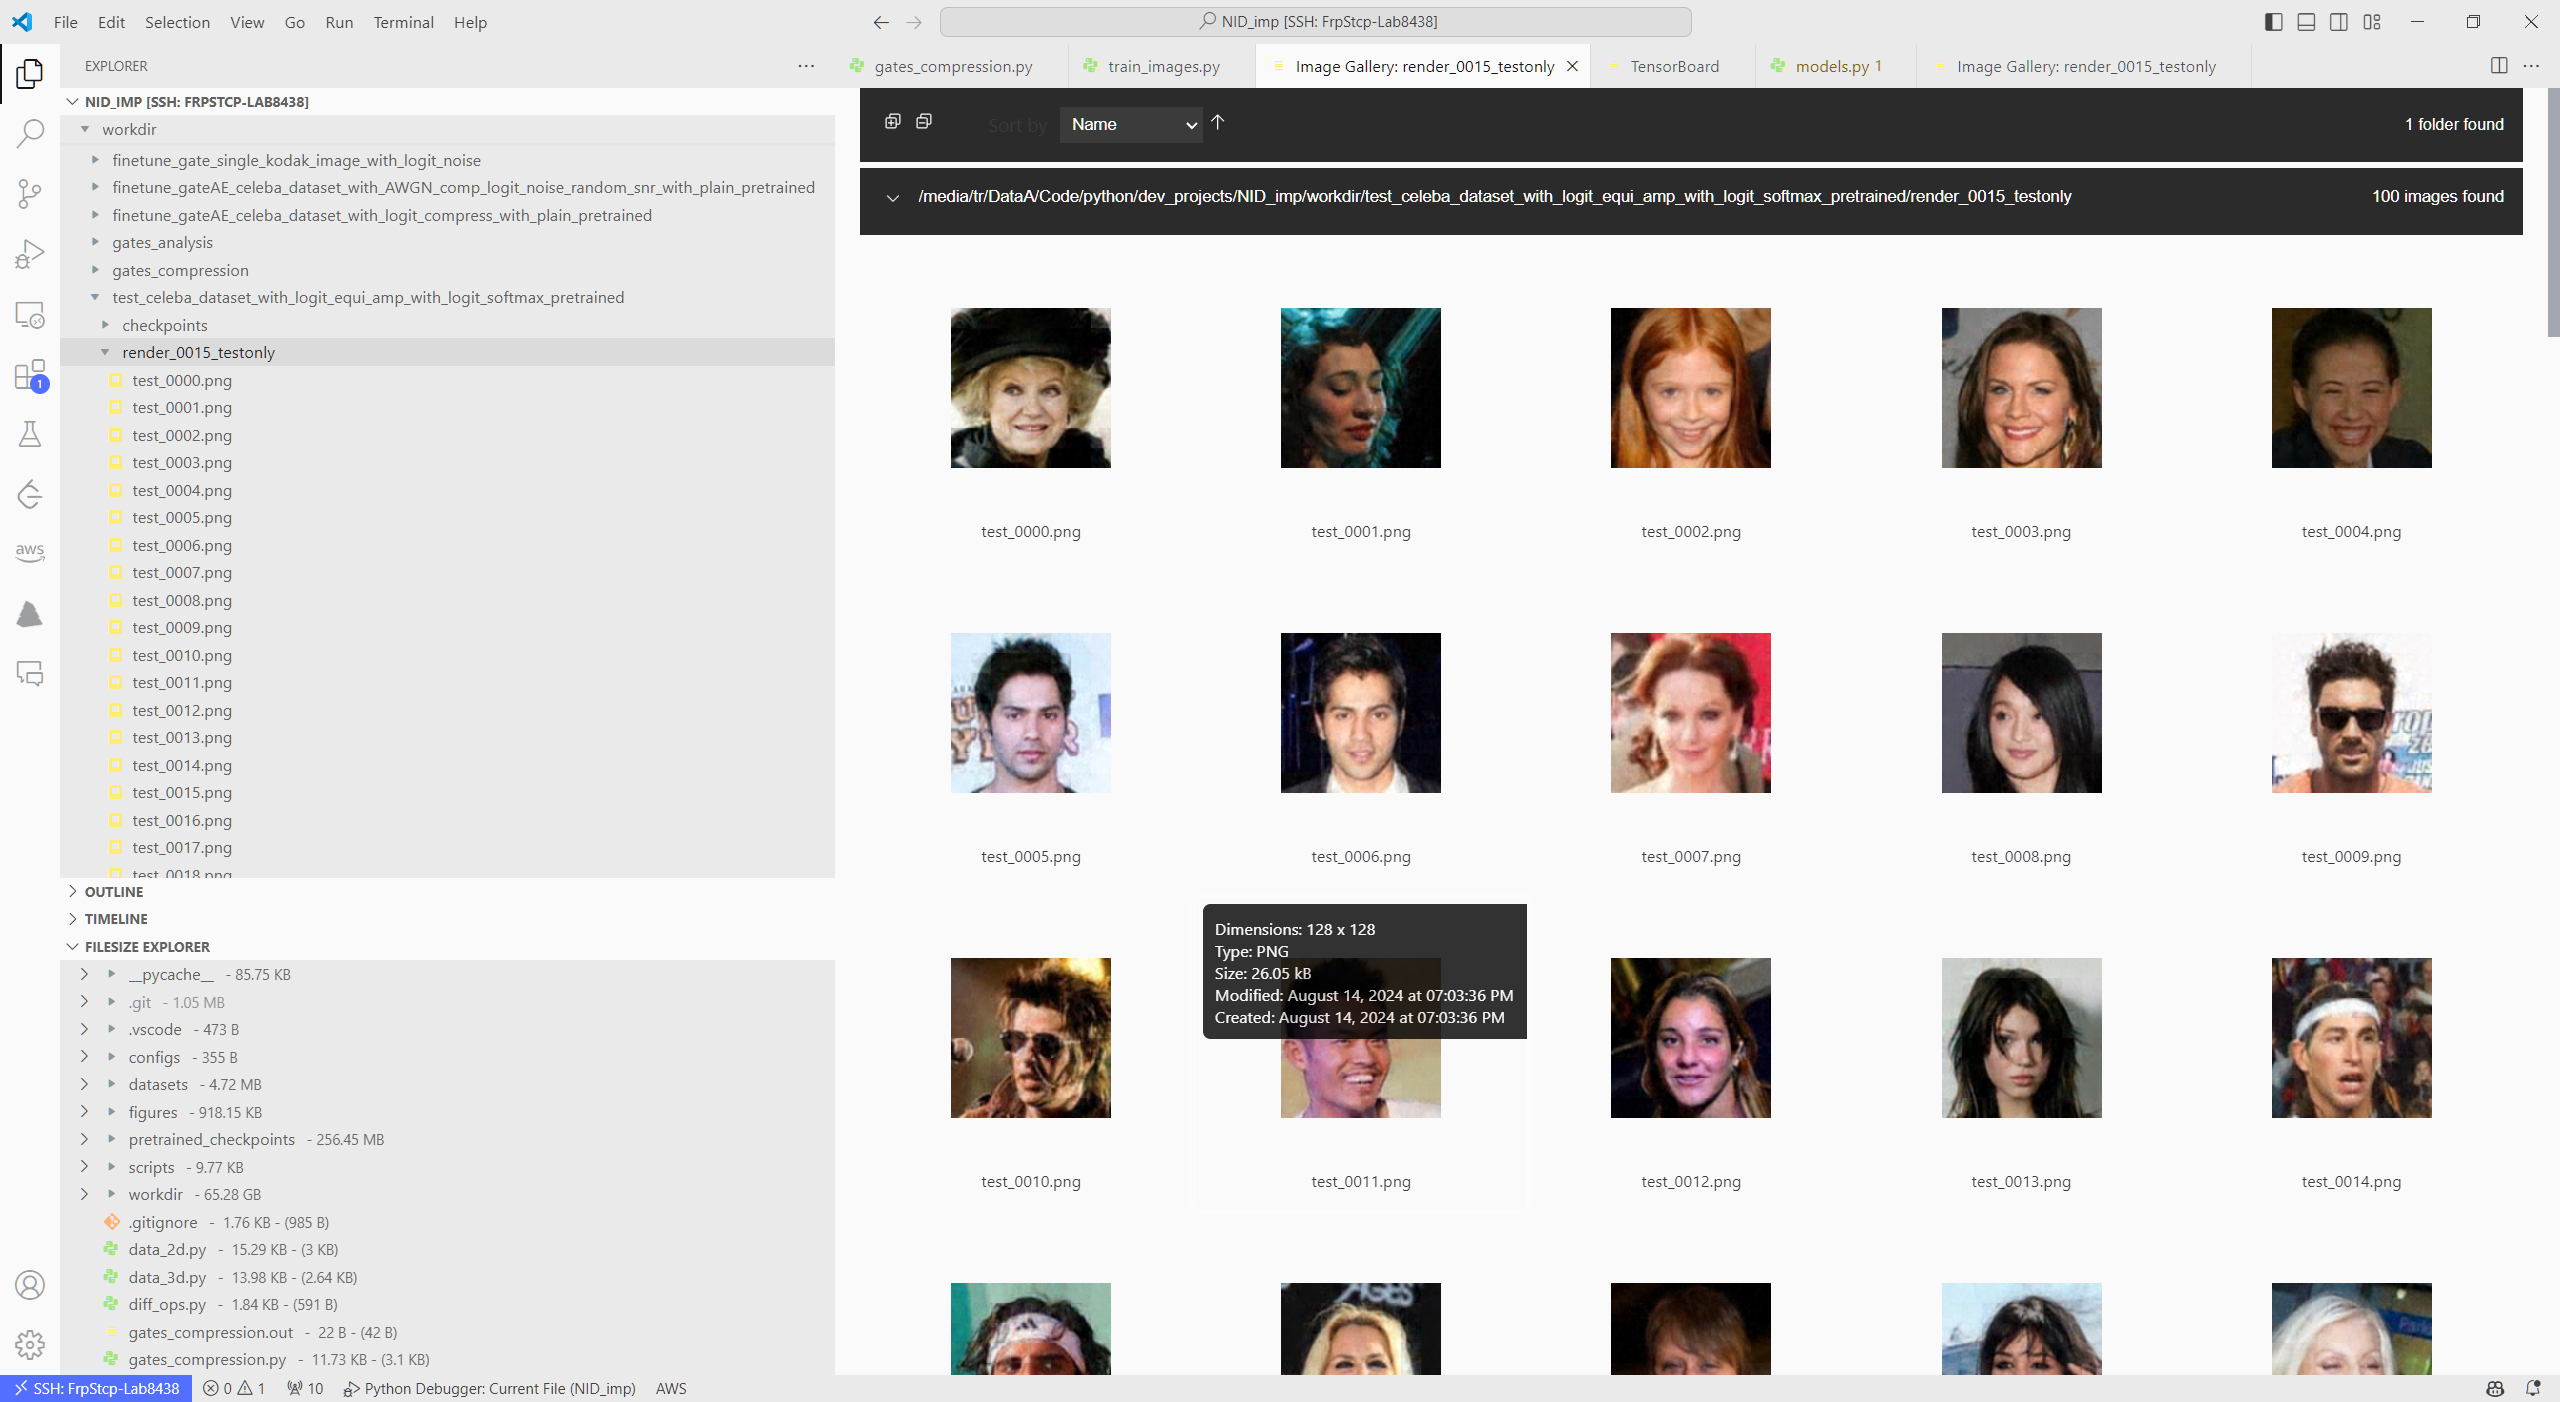 File Edit Selection View Go Run Terminal Help
NID_imp [SSH: FrpStcp-Lab8438]
EXPLORER
gates_compression.py
train_images.py
Image Gallery: render_0015_testonly
TensorBoard
models.py 1
Image Gallery: render_0015_testonly
NID_IMP [SSH: FRPSTCP-LAB8438]
workdir
finetune_gate_single_kodak_image_with_logit_noise
finetune_gateAE_celeba_dataset_with_AWGN_comp_logit_noise_random_snr_with_plain_pretrained
finetune_gateAE_celeba_dataset_with_logit_compress_with_plain_pretrained
gates_analysis
gates_compression
test_celeba_dataset_with_logit_equi_amp_with_logit_softmax_pretrained
checkpoints
render_0015_testonly
test_0000.png
test_0001.png
test_0002.png
test_0003.png
test_0004.png
test_0005.png
test_0006.png
test_0007.png
test_0008.png
test_0009.png
test_0010.png
test_0011.png
test_0012.png
test_0013.png
test_0014.png
test_0015.png
test_0016.png
test_0017.png
test_0018.png
OUTLINE
TIMELINE
FILESIZE EXPLORER
__pycache__ - 85.75 KB
.git - 1.05 MB
.vscode - 473 B
configs - 355 B
datasets - 4.72 MB
figures - 918.15 KB
pretrained_checkpoints - 256.45 MB
scripts - 9.77 KB
workdir - 65.28 GB
.gitignore - 1.76 KB - (985 B)
data_2d.py - 15.29 KB - (3 KB)
data_3d.py - 13.98 KB - (2.64 KB)
diff_ops.py - 1.84 KB - (591 B)
gates_compression.out - 22 B - (42 B)
gates_compression.py - 11.73 KB - (3.1 KB)
1
aws
Sort by Name
1 folder found
/media/tr/DataA/Code/python/dev_projects/NID_imp/workdir/test_celeba_dataset_with_logit_equi_amp_with_logit_softmax_pretrained/render_0015_testonly
100 images found
test_0000.png
test_0001.png
test_0002.png
test_0003.png
test_0004.png
test_0005.png
test_0006.png
test_0007.png
test_0008.png
test_0009.png
Dimensions: 128 x 128
Type: PNG
Size: 26.05 kB
Modified: August 14, 2024 at 07:03:36 PM
Created: August 14, 2024 at 07:03:36 PM
test_0010.png
test_0011.png
test_0012.png
test_0013.png
test_0014.png
SSH: FrpStcp-Lab8438
0 1
10
Python Debugger: Current File (NID_imp)
AWS